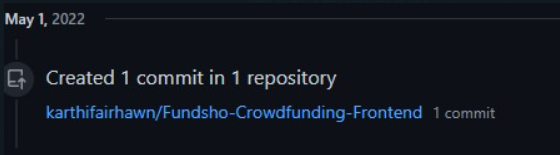 May 1, 2022
Created 1 commit in 1 repository
karthifairhawn/Fundsho-Crowdfunding-Frontend 1 commit